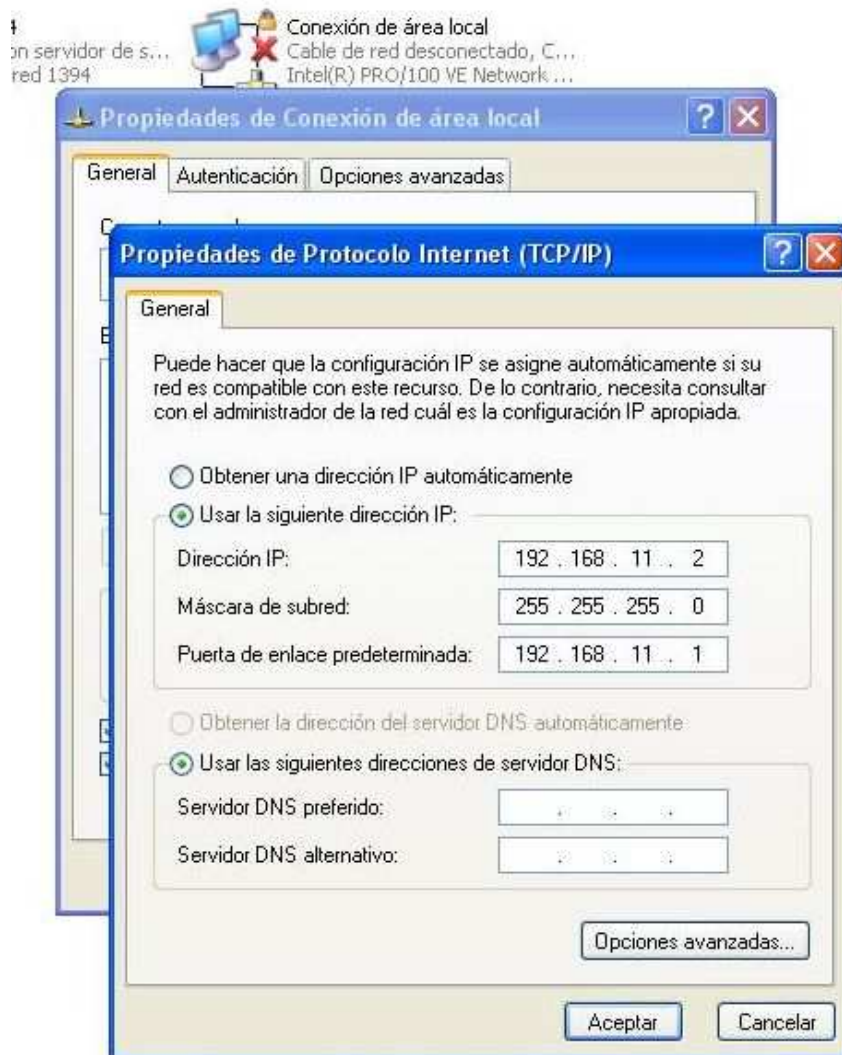 4
on servidor de s...
red 1394
Conexión de área local
Cable de red desconectado, C...
Intel(R) PRO/100 VE Network ...
Propiedades de Conexión de área local
General Autenticación Opciones avanzadas
Propiedades de Protocolo Internet (TCP/IP)
General
Puede hacer que la configuración IP se asigne automáticamente si su
red es compatible con este recurso. De lo contrario, necesita consultar
con el administrador de la red cuál es la configuración IP apropiada.
Obtener una dirección IP automáticamente
Usar la siguiente dirección IP:
Dirección IP: 192 . 168 . 11 . 2
Máscara de subred: 255 . 255 . 255 . 0
Puerta de enlace predeterminada: 192 . 168 . 11 . 1
Obtener la dirección del servidor DNS automáticamente
Usar las siguientes direcciones de servidor DNS:
Servidor DNS preferido: . . .
Servidor DNS alternativo: . . .
Opciones avanzadas...
Aceptar Cancelar